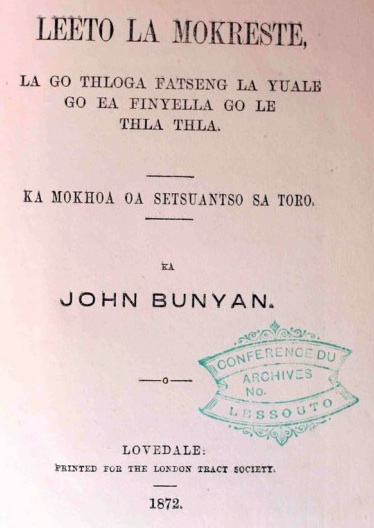 LEETO LA MOKRESTE,
LA GO THLOGA FATSENG LA YUALE
GO EA FINYELLA GO LE
THLA THLA.
KA MOKHOA OA SETSUANTSO SA TORO.
KA
JOHN BUNYAN.
o
CONFERENCE DU
ARCHIVES
No.
LESSOUTO
LOVEDALE:
PRINTED FOR THE LONDON TRACT SOCIETY.
1872.